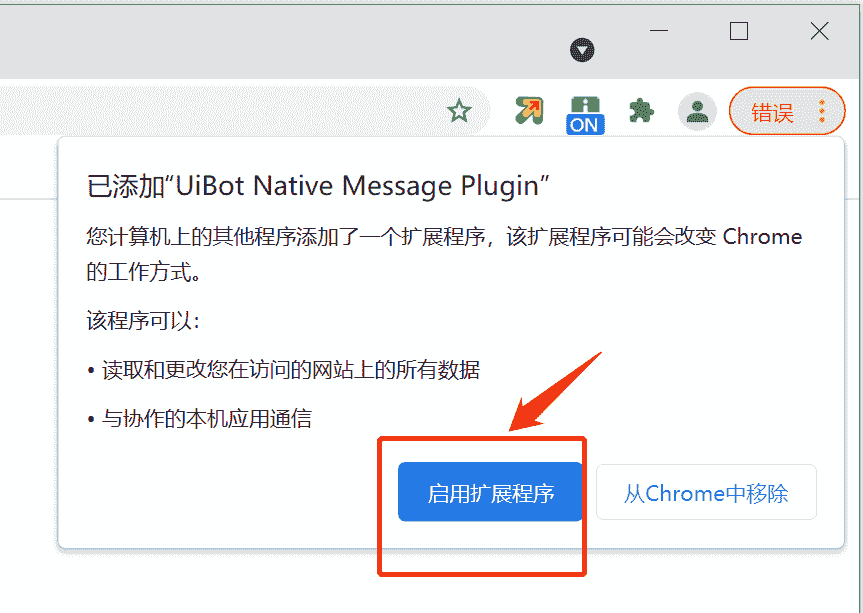 错误
ON
已添加“UiBot Native Message Plugin”
您计算机上的其他程序添加了一个扩展程序，该扩展程序可能会改变 Chrome
的工作方式。
该程序可以：
• 读取和更改您在访问的网站上的所有数据
• 与协作的本机应用通信
启用扩展程序
从Chrome中移除